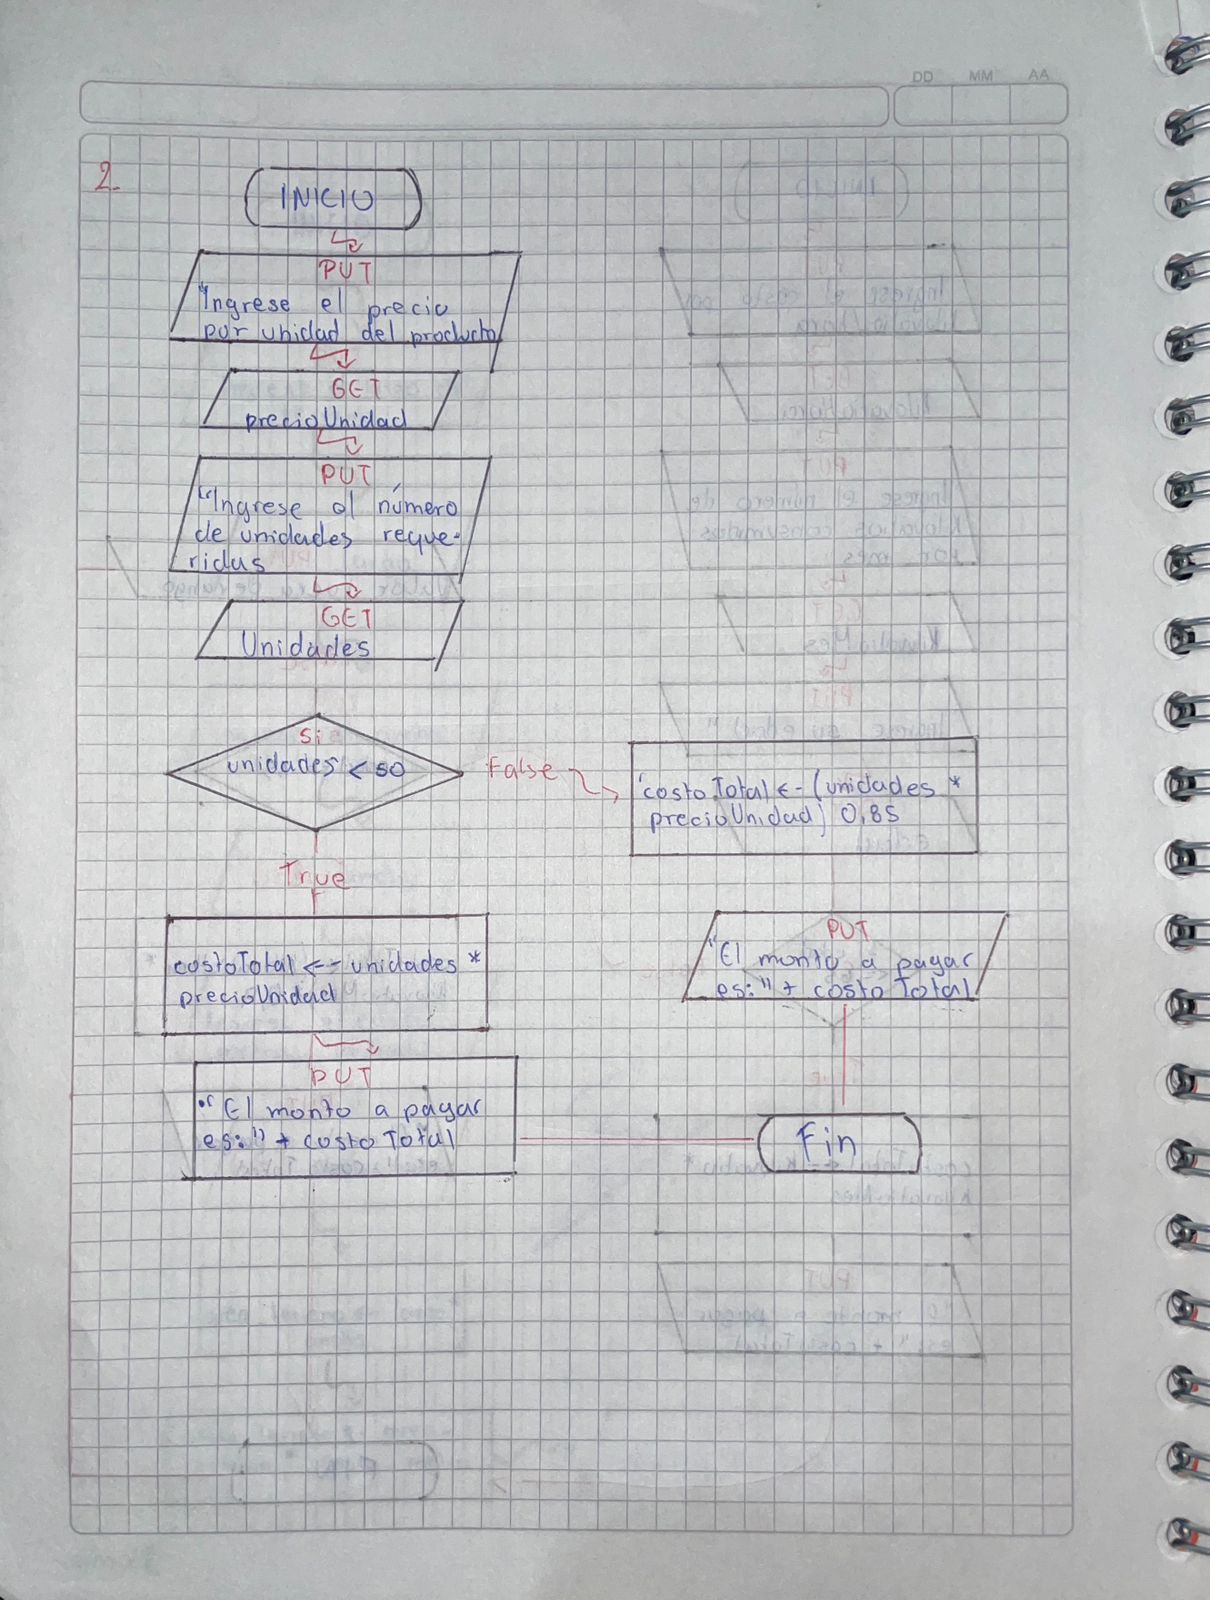 DD MM AA
2.
INICIO
PUT
"Ingrese el precio
por unidad del producto
GET
precioUnidad
PUT
"Ingrese el número
de unidades reque-
ridas
GET
Unidades
Si
unidades < 50
False
costoTotal <- (unidades *
precioUnidad) 0,85
True
costoTotal <-- unidades *
precioUnidad
PUT
"El monto a pagar
es:" + costoTotal
PUT
"El monto a pagar
es:" + costoTotal
Fin